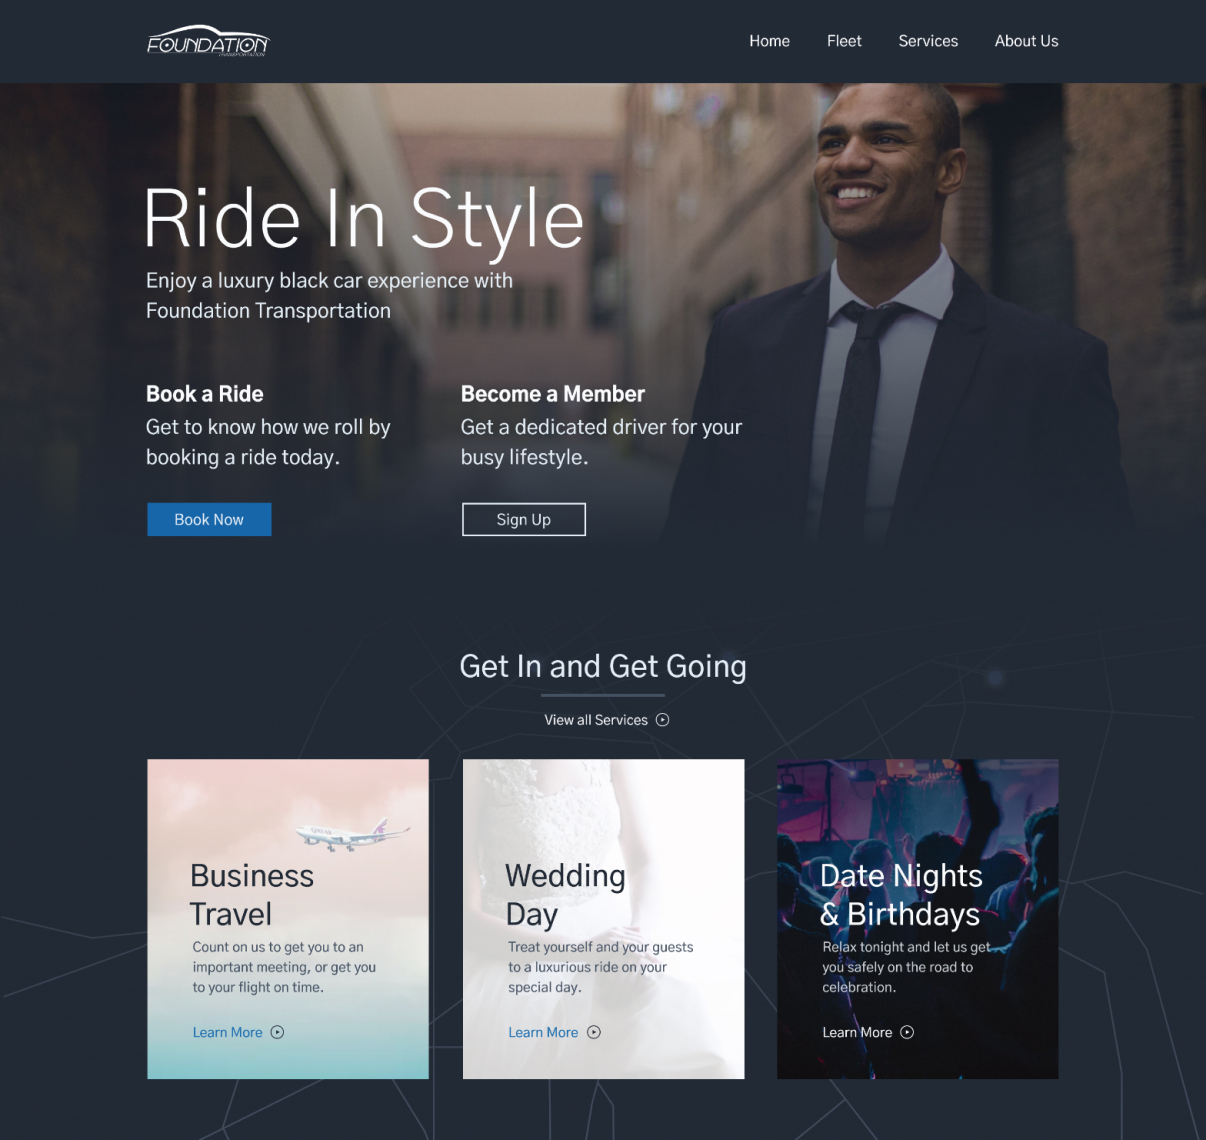 FOUNDATION
TRANSPORTATION
Home Fleet Services About Us
Ride In Style
Enjoy a luxury black car experience with
Foundation Transportation
Book a Ride
Get to know how we roll by
booking a ride today.
Book Now
Become a Member
Get a dedicated driver for your
busy lifestyle.
Sign Up
Get In and Get Going
View all Services
QATAR
Business
Travel
Count on us to get you to an
important meeting, or get you
to your flight on time.
Learn More
Wedding
Day
Treat yourself and your guests
to a luxurious ride on your
special day.
Learn More
Date Nights
& Birthdays
Relax tonight and let us get
you safely on the road to
celebration.
Learn More